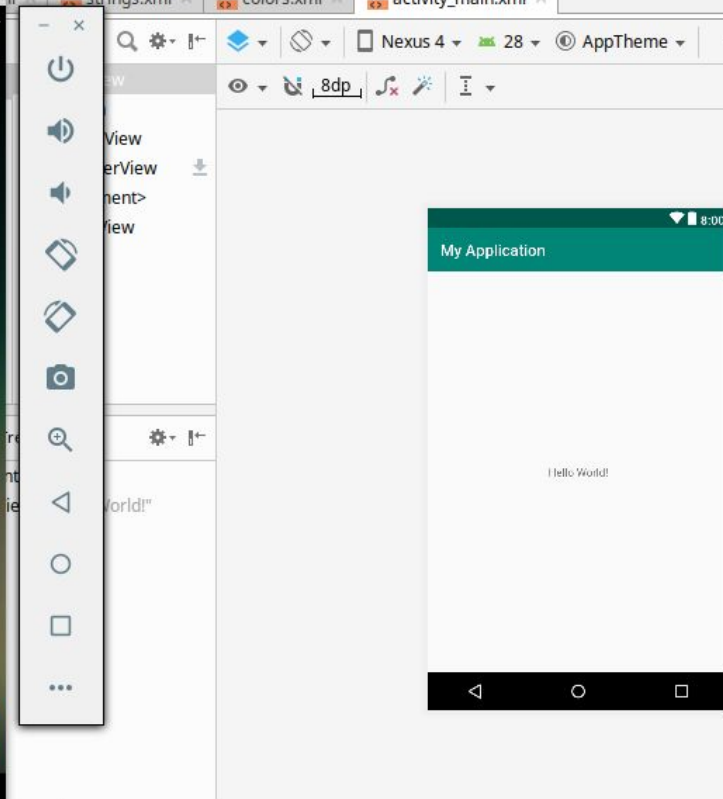 strings.xml
colors.xml
activity_main.xml
Nexus 4 28 AppTheme
8dp
View
erView
ment>
View
8:00
My Application
World!"
Hello World!